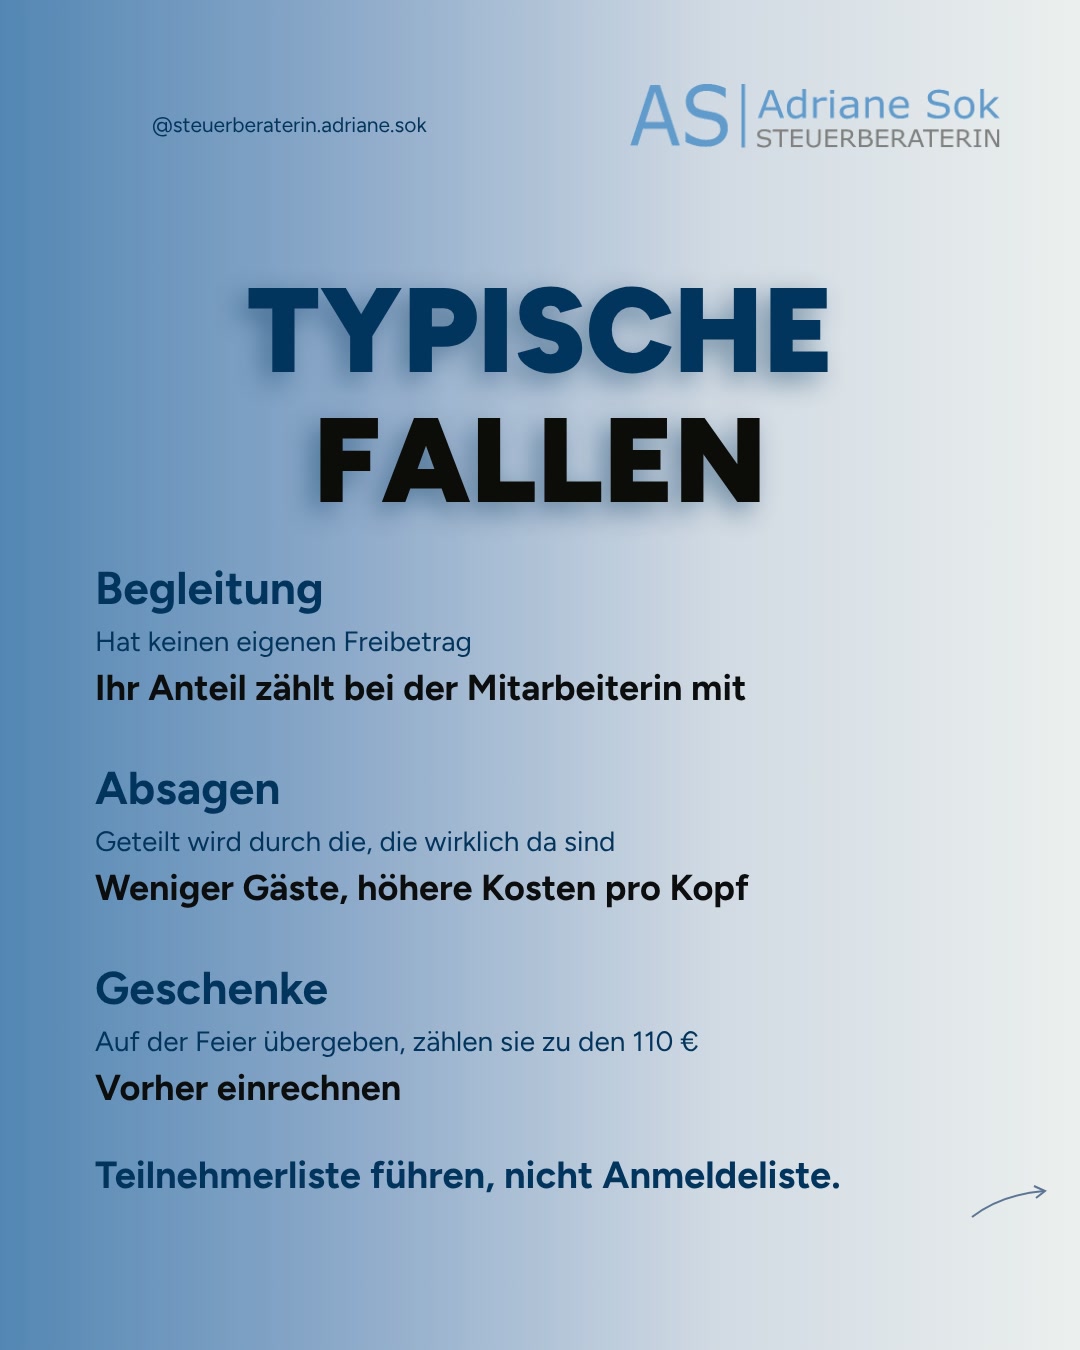 @steuerberaterin.adriane.sok
AS | Adriane Sok
STEUERBERATERIN
TYPISCHE
FALLEN
Begleitung
Hat keinen eigenen Freibetrag
Ihr Anteil zählt bei der Mitarbeiterin mit
Absagen
Geteilt wird durch die, die wirklich da sind
Weniger Gäste, höhere Kosten pro Kopf
Geschenke
Auf der Feier übergeben, zählen sie zu den 110 €
Vorher einrechnen
Teilnehmerliste führen, nicht Anmeldeliste.